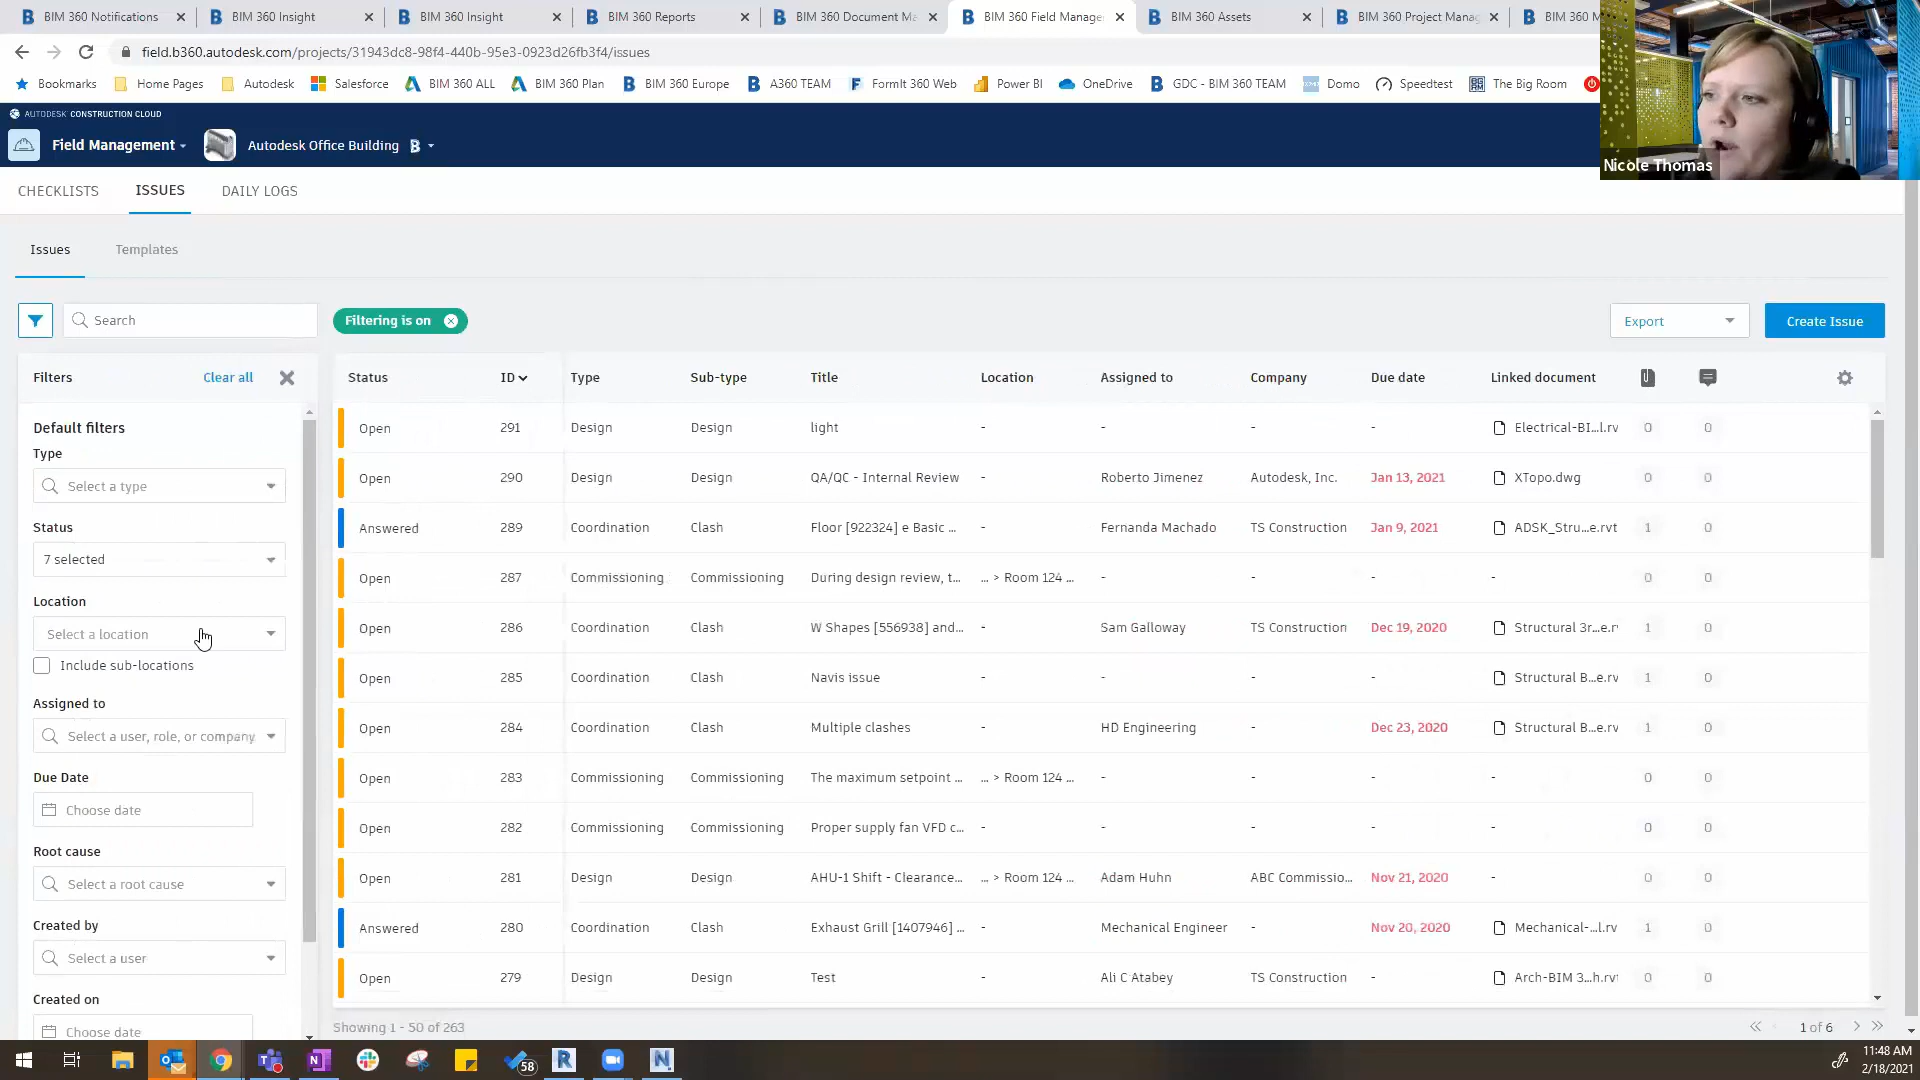 BIM 360 Notifications
BIM 360 Insight
BIM 360 Insight
BIM 360 Reports
BIM 360 Document Ma
BIM 360 Field Manage
BIM 360 Assets
BIM 360 Project Mana
BIM 360 M
field.b360.autodesk.com/projects/31943dc8-98f4-440b-95e3-0923d26fb3f4/issues
Bookmarks Home Pages Autodesk Salesforce BIM 360 ALL BIM 360 Plan BIM 360 Europe A360 TEAM FormIt 360 Web Power BI OneDrive GDC - BIM 360 TEAM Domo Speedtest The Big Room
Nicole Thomas
AUTODESK CONSTRUCTION CLOUD
Field Management Autodesk Office Building B
CHECKLISTS ISSUES DAILY LOGS
Issues Templates
Search Filtering is on Export Create Issue
Filters Clear all
Default filters
Type
Select a type
Status
7 selected
Location
Select a location
Include sub-locations
Assigned to
Select a user, role, or company
Due Date
Choose date
Root cause
Select a root cause
Created by
Select a user
Created on
Choose date
Status ID Type Sub-type Title Location Assigned to Company Due date Linked document
Open 291 Design Design light - - - - Electrical-BI...l.rv 0 0
Open 290 Design Design QA/QC - Internal Review - Roberto Jimenez Autodesk, Inc. Jan 13, 2021 XTopo.dwg 0 0
Answered 289 Coordination Clash Floor [922324] e Basic ... - Fernanda Machado TS Construction Jan 9, 2021 ADSK_Stru...e.rvt 1 0
Open 287 Commissioning Commissioning During design review, t... ... > Room 124 ... - - - - 0 0
Open 286 Coordination Clash W Shapes [556938] and... - Sam Galloway TS Construction Dec 19, 2020 Structural 3r...e.r 1 0
Open 285 Coordination Clash Navis issue - - - - Structural B...e.rv 1 0
Open 284 Coordination Clash Multiple clashes - HD Engineering - Dec 23, 2020 Structural B...e.rv 1 0
Open 283 Commissioning Commissioning The maximum setpoint ... ... > Room 124 ... - - - - 0 0
Open 282 Commissioning Commissioning Proper supply fan VFD c... - - - - - 0 0
Open 281 Design Design AHU-1 Shift - Clearance... ... > Room 124 ... Adam Huhn ABC Commissio... Nov 21, 2020 - 0 0
Answered 280 Coordination Clash Exhaust Grill [1407946] ... - Mechanical Engineer - Nov 20, 2020 Mechanical-...l.rv 1 0
Open 279 Design Design Test - Ali C Atabey TS Construction - Arch-BIM 3...h.rv 0 0
Showing 1 - 50 of 263 1 of 6
58
11:48 AM
2/18/2021